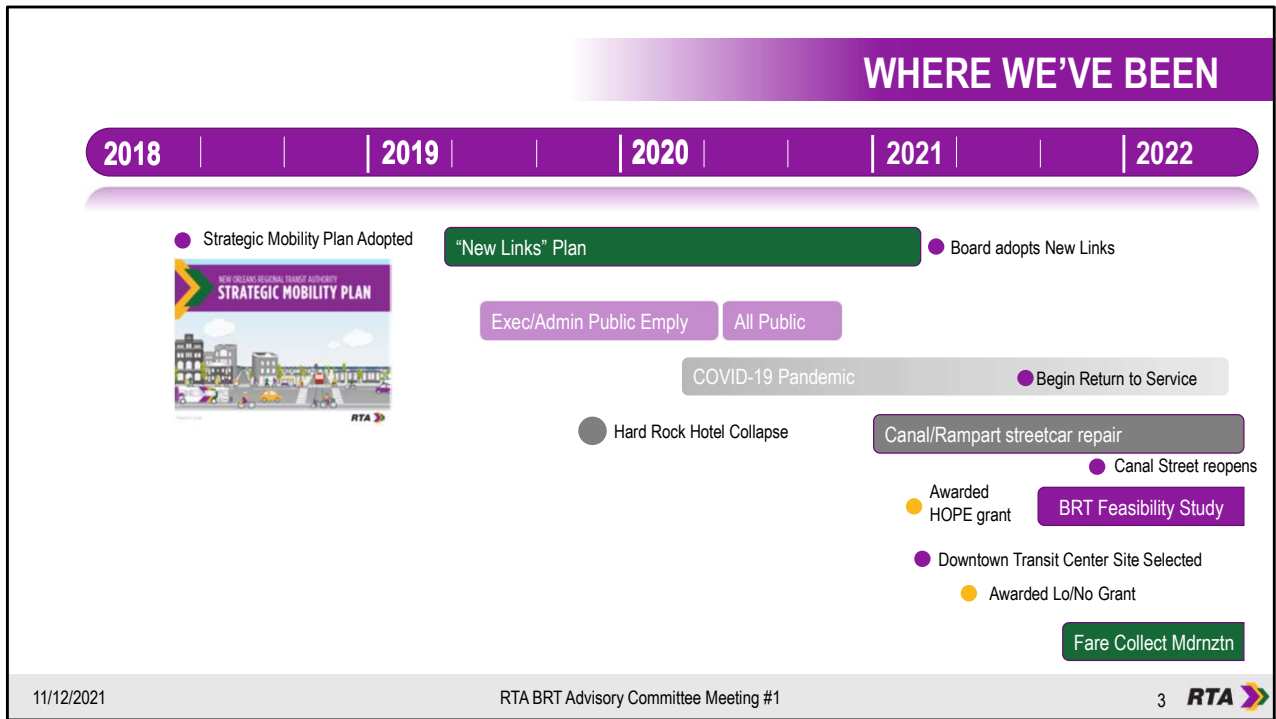 WHERE WE'VE BEEN
2018 2019 2020 2021 2022
Strategic Mobility Plan Adopted
NEW ORLEANS REGIONAL TRANSIT AUTHORITY
STRATEGIC MOBILITY PLAN
RTA
“New Links” Plan
Board adopts New Links
Exec/Admin Public Emply
All Public
COVID-19 Pandemic
Begin Return to Service
Hard Rock Hotel Collapse
Canal/Rampart streetcar repair
Canal Street reopens
Awarded
HOPE grant
BRT Feasibility Study
Downtown Transit Center Site Selected
Awarded Lo/No Grant
Fare Collect Mdrnztn
11/12/2021
RTA BRT Advisory Committee Meeting #1
3
RTA